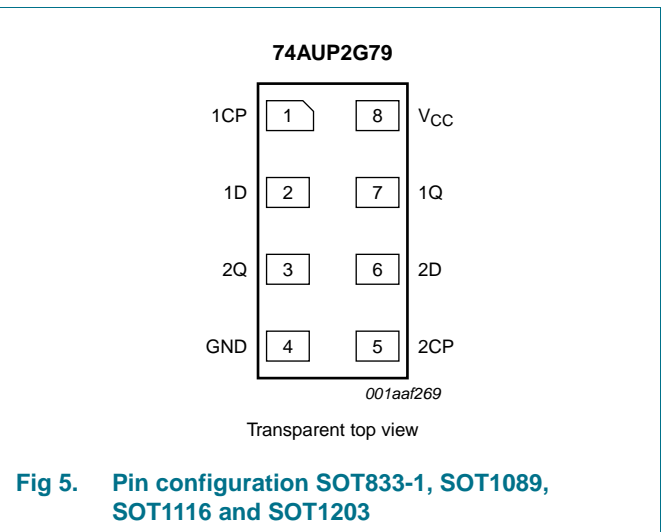 74AUP2G79
1CP 1 8 VCC
1D 2 7 1Q
2Q 3 6 2D
GND 4 5 2CP
001aaf269
Transparent top view
Fig 5. Pin configuration SOT833-1, SOT1089,
SOT1116 and SOT1203